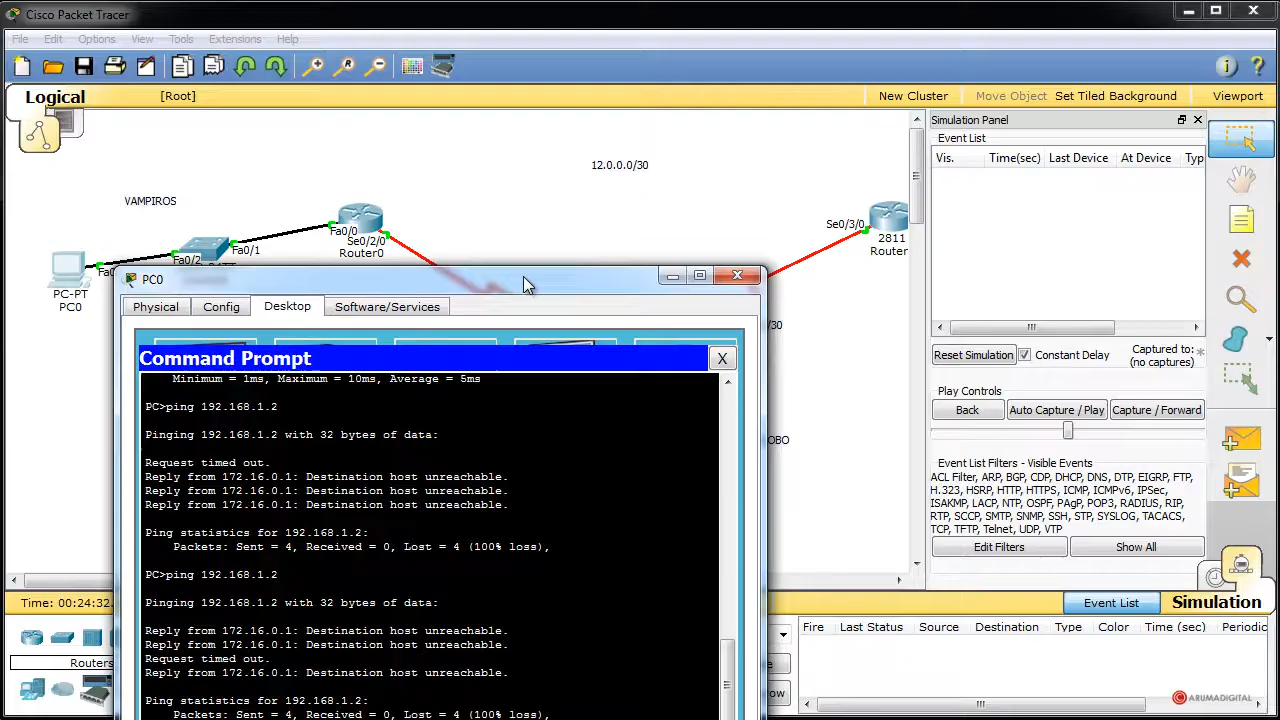 Cisco Packet Tracer
File Edit Options View Tools Extensions Help
Logical
[Root]
New Cluster
Move Object
Set Tiled Background
Viewport
12.0.0.0/30
VAMPIROS
Fa0/0
Se0/2/0
Router0
Fa0/1
Fa0/2
PC-PT
PC0
Se0/3/0
2811
Router
Simulation Panel
Event List
Vis. Time(sec) Last Device At Device Typ
Reset Simulation
Constant Delay
Captured to:
(no captures)
*
Play Controls
Back
Auto Capture / Play
Capture / Forward
Event List Filters - Visible Events
ACL Filter, ARP, BGP, CDP, DHCP, DNS, DTP, EIGRP, FTP,
H.323, HSRP, HTTP, HTTPS, ICMP, ICMPv6, IPSec,
ISAKMP, LACP, NTP, OSPF, PAgP, POP3, RADIUS, RIP,
RTP, SCCP, SMTP, SNMP, SSH, STP, SYSLOG, TACACS,
TCP, TFTP, Telnet, UDP, VTP
Edit Filters
Show All
PC0
Physical
Config
Desktop
Software/Services
Command Prompt
X
Minimum = 1ms, Maximum = 10ms, Average = 5ms
PC>ping 192.168.1.2
Pinging 192.168.1.2 with 32 bytes of data:
Request timed out.
Reply from 172.16.0.1: Destination host unreachable.
Reply from 172.16.0.1: Destination host unreachable.
Reply from 172.16.0.1: Destination host unreachable.
Ping statistics for 192.168.1.2:
Packets: Sent = 4, Received = 0, Lost = 4 (100% loss),
PC>ping 192.168.1.2
Pinging 192.168.1.2 with 32 bytes of data:
Reply from 172.16.0.1: Destination host unreachable.
Reply from 172.16.0.1: Destination host unreachable.
Request timed out.
Reply from 172.16.0.1: Destination host unreachable.
Ping statistics for 192.168.1.2:
Packets: Sent = 4, Received = 0, Lost = 4 (100% loss),
/30
OBO
Time: 00:24:32.
Event List
Simulation
Routers
Fire Last Status Source Destination Type Color Time (sec) Periodic
ARUMADIGITAL